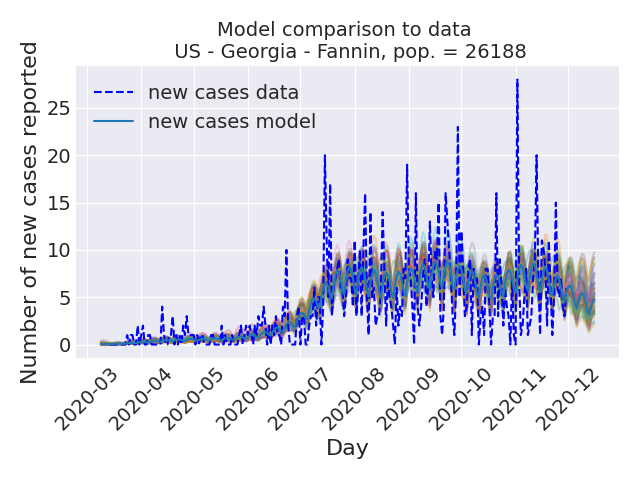 Model comparison to data
US - Georgia - Fannin, pop. = 26188
Number of new cases reported
25
20
15
10
5
0
new cases data
new cases model
2020-03
2020-04
2020-05
2020-06
2020-07
2020-08
2020-09
2020-10
2020-11
2020-12
Day